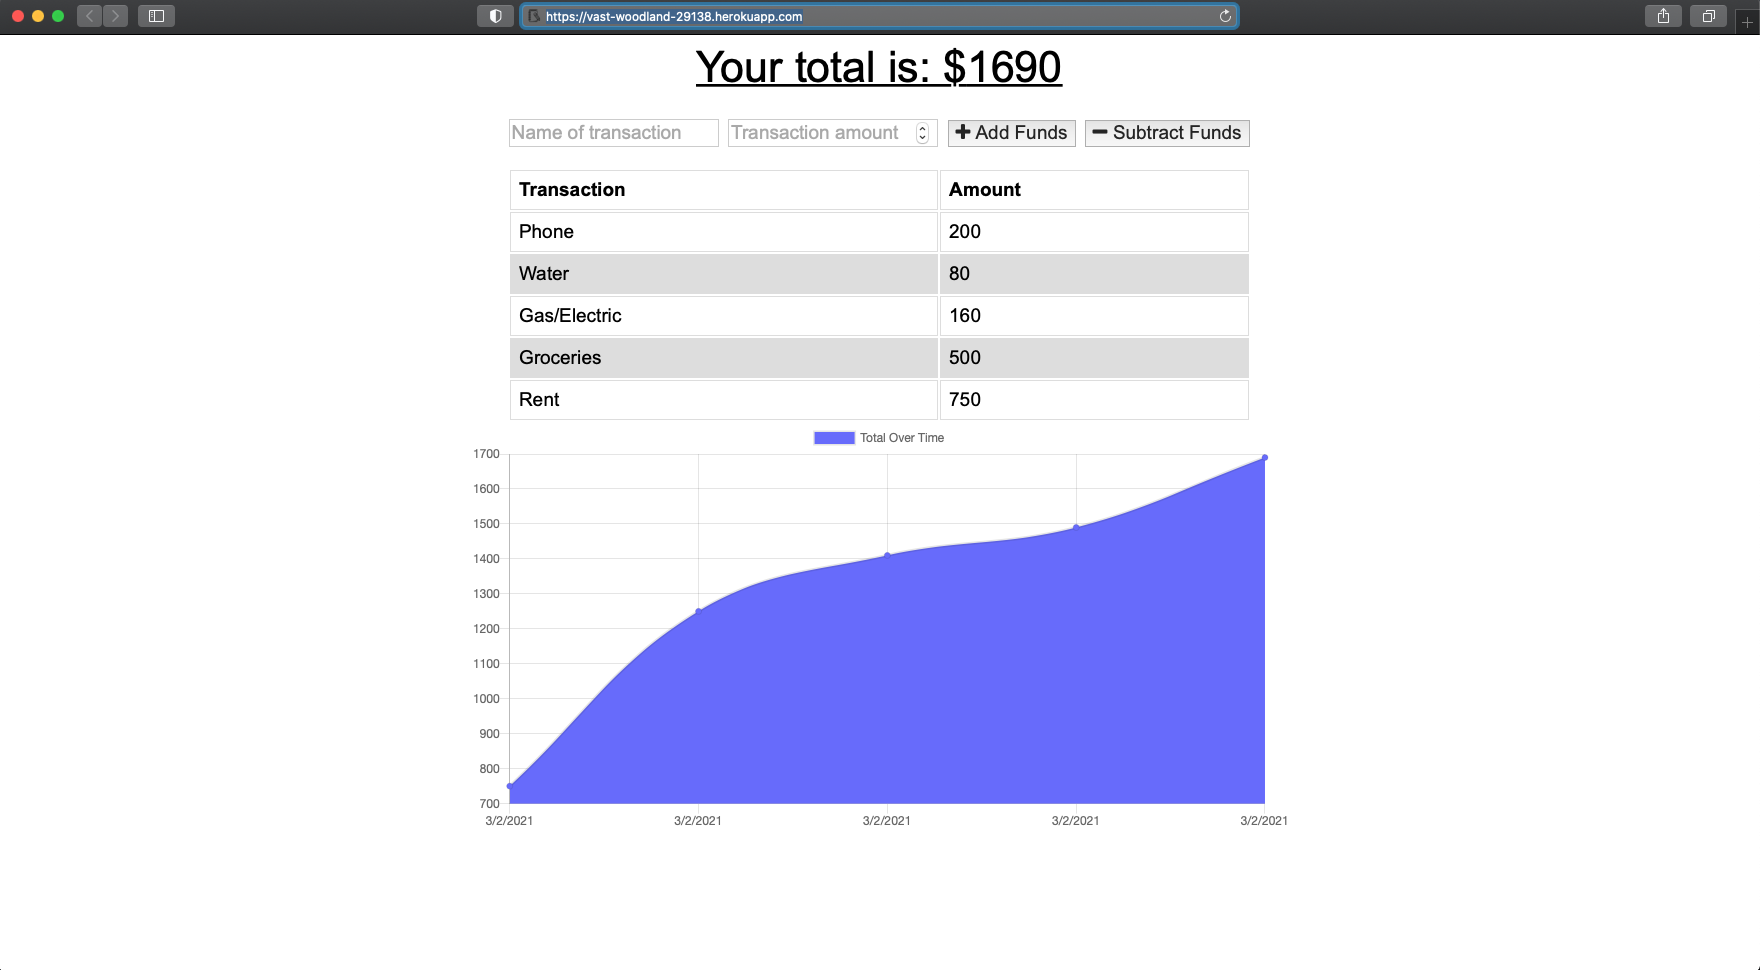 https://vast-woodland-29138.herokuapp.com
Your total is: $1690
Name of transaction Transaction amount Add Funds Subtract Funds
Transaction Amount
Phone 200
Water 80
Gas/Electric 160
Groceries 500
Rent 750
Total Over Time
1700
1600
1500
1400
1300
1200
1100
1000
900
800
700
3/2/2021 3/2/2021 3/2/2021 3/2/2021 3/2/2021